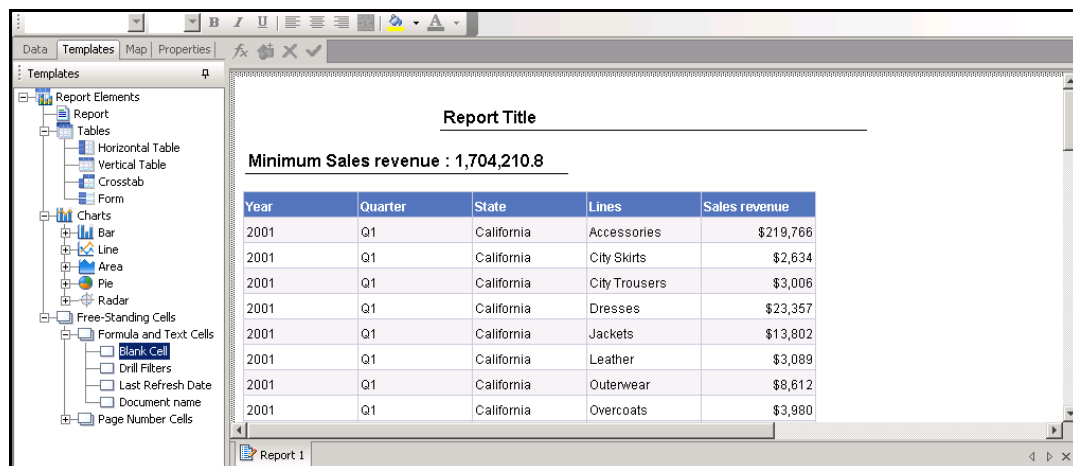 B I U A
Data Templates Map Properties fx
Templates
Report Elements
Report
Tables
Horizontal Table
Vertical Table
Crosstab
Form
Charts
Bar
Line
Area
Pie
Radar
Free-Standing Cells
Formula and Text Cells
Blank Cell
Drill Filters
Last Refresh Date
Document name
Page Number Cells
Report Title
Minimum Sales revenue : 1,704,210.8
Year Quarter State Lines Sales revenue
2001 Q1 California Accessories $219,766
2001 Q1 California City Skirts $2,634
2001 Q1 California City Trousers $3,006
2001 Q1 California Dresses $23,357
2001 Q1 California Jackets $13,802
2001 Q1 California Leather $3,089
2001 Q1 California Outerwear $8,612
2001 Q1 California Overcoats $3,980
Report 1